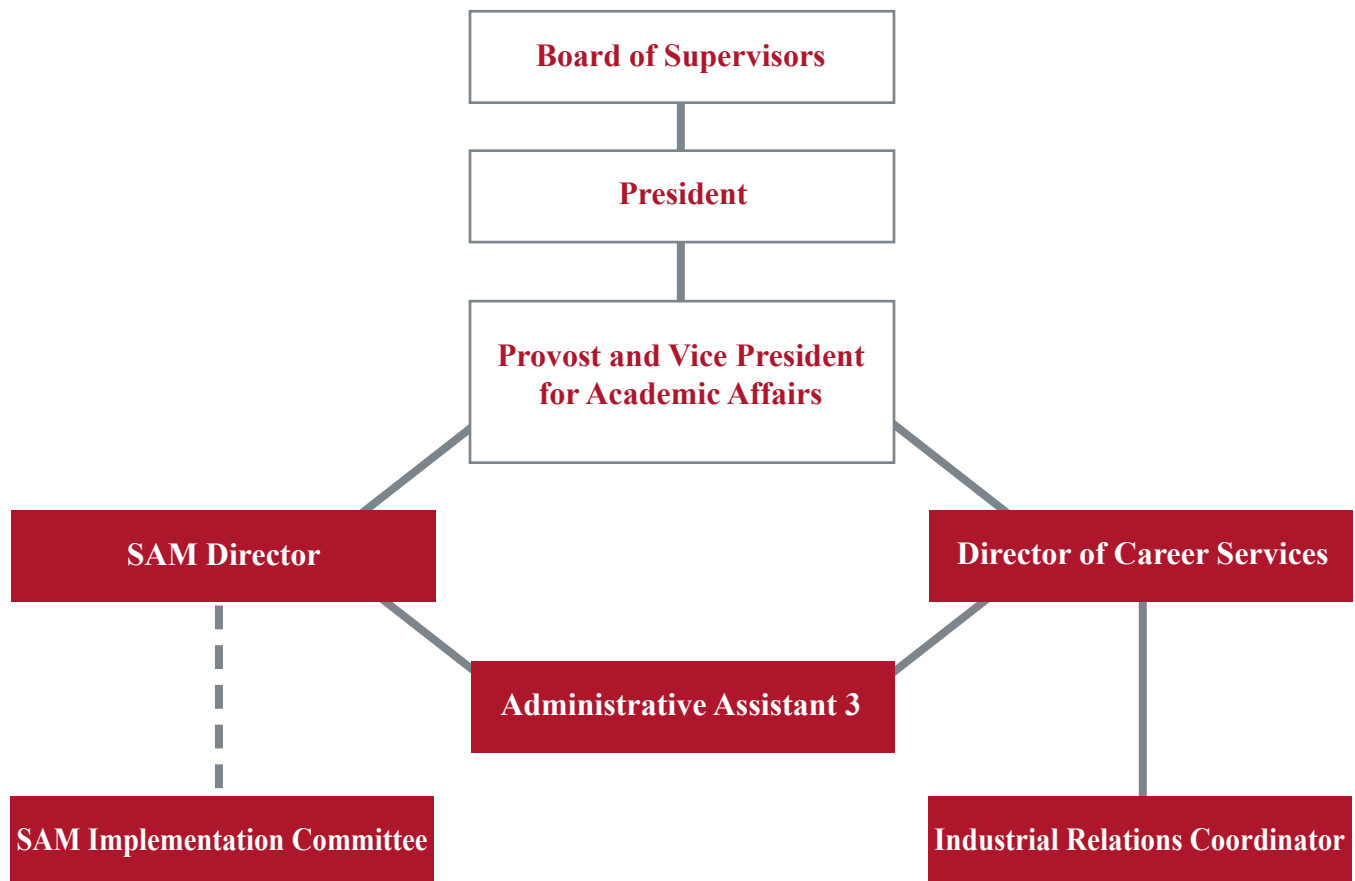 Board of Supervisors
President
Provost and Vice President
for Academic Affairs
SAM Director
Director of Career Services
Administrative Assistant 3
SAM Implementation Committee
Industrial Relations Coordinator